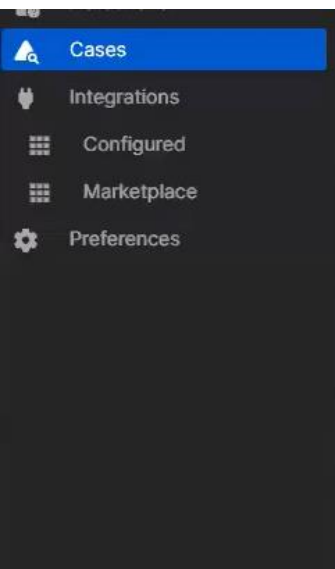 Cases
Integrations
Configured
Marketplace
Preferences